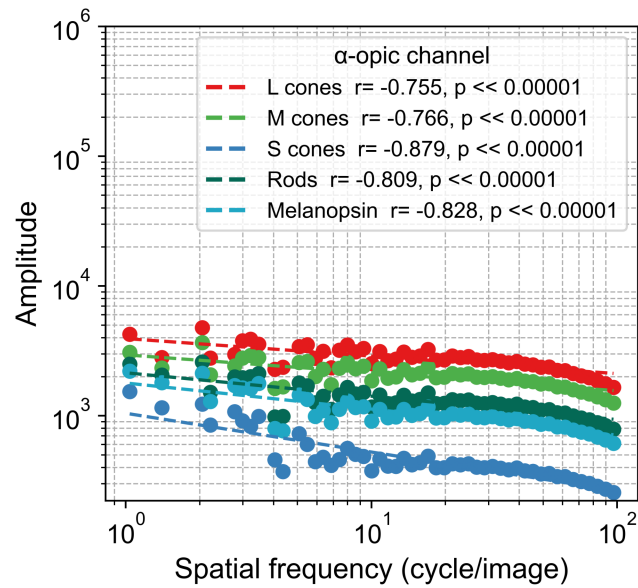 10⁶
10⁵
10⁴
10³
Amplitude
α-opic channel
L cones r= -0.755, p << 0.00001
M cones r= -0.766, p << 0.00001
S cones r= -0.879, p << 0.00001
Rods r= -0.809, p << 0.00001
Melanopsin r= -0.828, p << 0.00001
10⁰ 10¹ 10²
Spatial frequency (cycle/image)